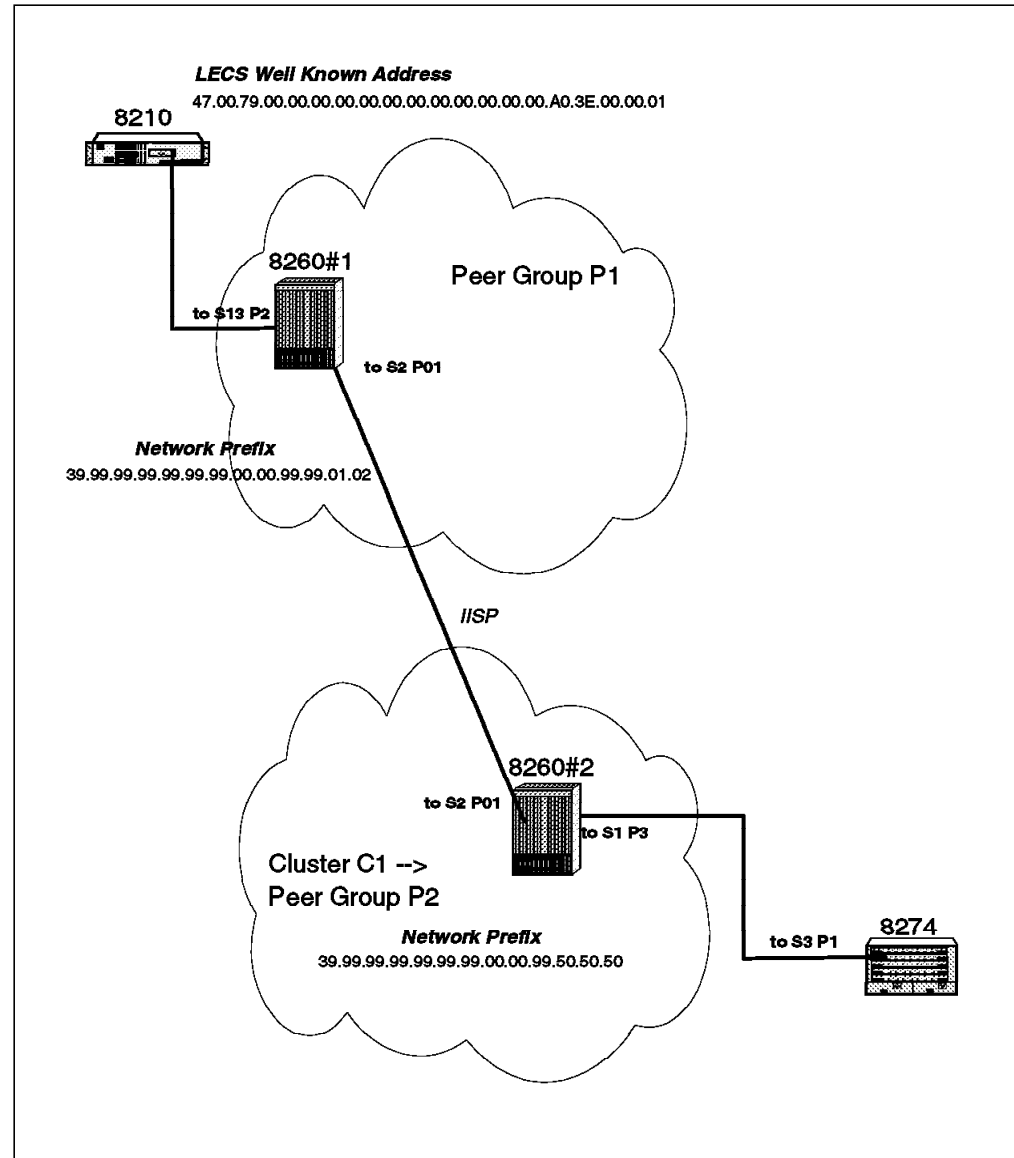 LECS Well Known Address
47.00.79.00.00.00.00.00.00.00.00.00.00.00.00.A0.3E.00.00.01
8210
8260#1
Peer Group P1
to S13 P2
to S2 P01
Network Prefix
39.99.99.99.99.99.99.00.00.99.99.01.02
IISP
8260#2
to S2 P01
to S1 P3
Cluster C1 -->
Peer Group P2
Network Prefix
39.99.99.99.99.99.99.00.00.99.50.50.50
8274
to S3 P1